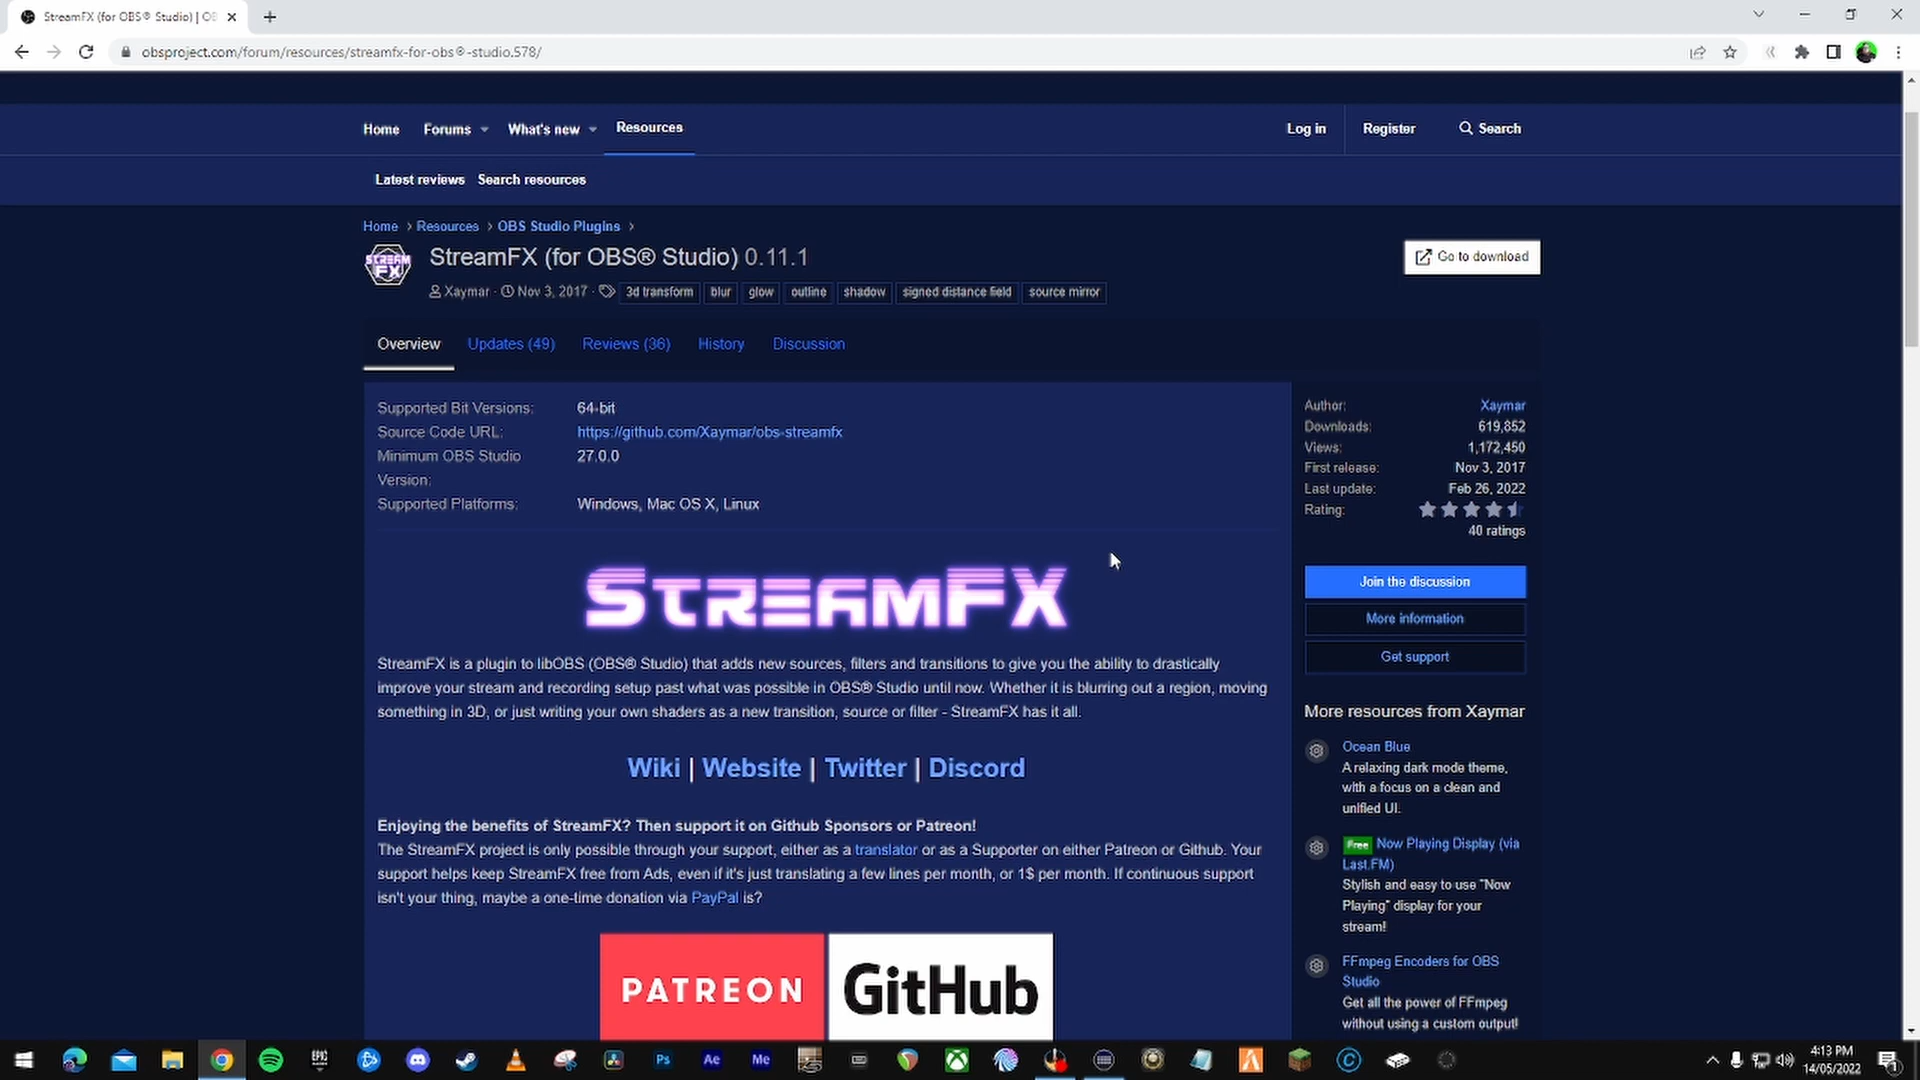 StreamFX (for OBS® Studio) | OB
obsproject.com/forum/resources/streamfx-for-obs®-studio.578/
Home Forums What's new Resources Log in Register Search
Latest reviews Search resources
Home > Resources > OBS Studio Plugins >
STREAM FX
StreamFX (for OBS® Studio) 0.11.1
Go to download
Xaymar · Nov 3, 2017 · 3d transform blur glow outline shadow signed distance field source mirror
Overview Updates (49) Reviews (36) History Discussion
Supported Bit Versions: 64-bit
Source Code URL: https://github.com/Xaymar/obs-streamfx
Minimum OBS Studio Version: 27.0.0
Supported Platforms: Windows, Mac OS X, Linux
STREAMFX
StreamFX is a plugin to libOBS (OBS® Studio) that adds new sources, filters and transitions to give you the ability to drastically
improve your stream and recording setup past what was possible in OBS® Studio until now. Whether it is blurring out a region, moving
something in 3D, or just writing your own shaders as a new transition, source or filter - StreamFX has it all.
Wiki | Website | Twitter | Discord
Enjoying the benefits of StreamFX? Then support it on Github Sponsors or Patreon!
The StreamFX project is only possible through your support, either as a translator or as a Supporter on either Patreon or Github. Your
support helps keep StreamFX free from Ads, even if it's just translating a few lines per month, or 1$ per month. If continuous support
isn't your thing, maybe a one-time donation via PayPal is?
PATREON GitHub
Author: Xaymar
Downloads: 619,852
Views: 1,172,450
First release: Nov 3, 2017
Last update: Feb 26, 2022
Rating:
40 ratings
Join the discussion
More information
Get support
More resources from Xaymar
Ocean Blue
A relaxing dark mode theme,
with a focus on a clean and
unified UI.
Free Now Playing Display (via
Last.FM)
Stylish and easy to use "Now
Playing" display for your
stream!
FFmpeg Encoders for OBS
Studio
Get all the power of FFmpeg
without using a custom output!
EPIC
Ps
Ae
Me
4:13 PM
14/05/2022